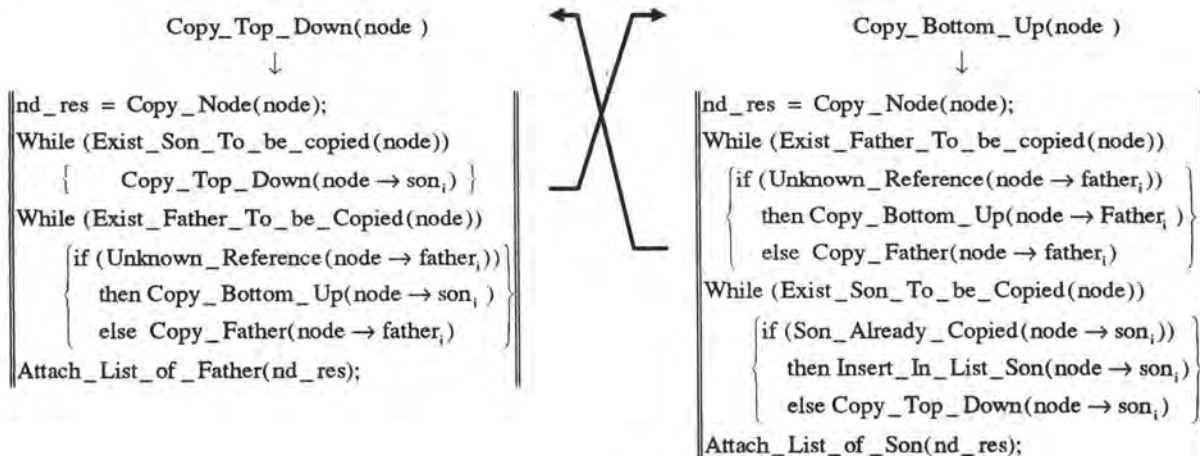 Copy_Top_Down(node )
↓
nd_res = Copy_Node(node);
While (Exist_Son_To_be_copied(node))
{ Copy_Top_Down(node → son_i) }
While (Exist_Father_To_be_Copied(node))
if (Unknown_Reference(node → father_i))
then Copy_Bottom_Up(node → son_i )
else Copy_Father(node → father_i)
Attach_List_of_Father(nd_res);
Copy_Bottom_Up(node )
↓
nd_res = Copy_Node(node);
While (Exist_Father_To_be_copied(node))
if (Unknown_Reference(node → father_i))
then Copy_Bottom_Up(node → Father_i )
else Copy_Father(node → father_i)
While (Exist_Son_To_be_Copied(node))
if (Son_Already_Copied(node → son_i))
then Insert_In_List_Son(node → son_i)
else Copy_Top_Down(node → son_i)
Attach_List_of_Son(nd_res);